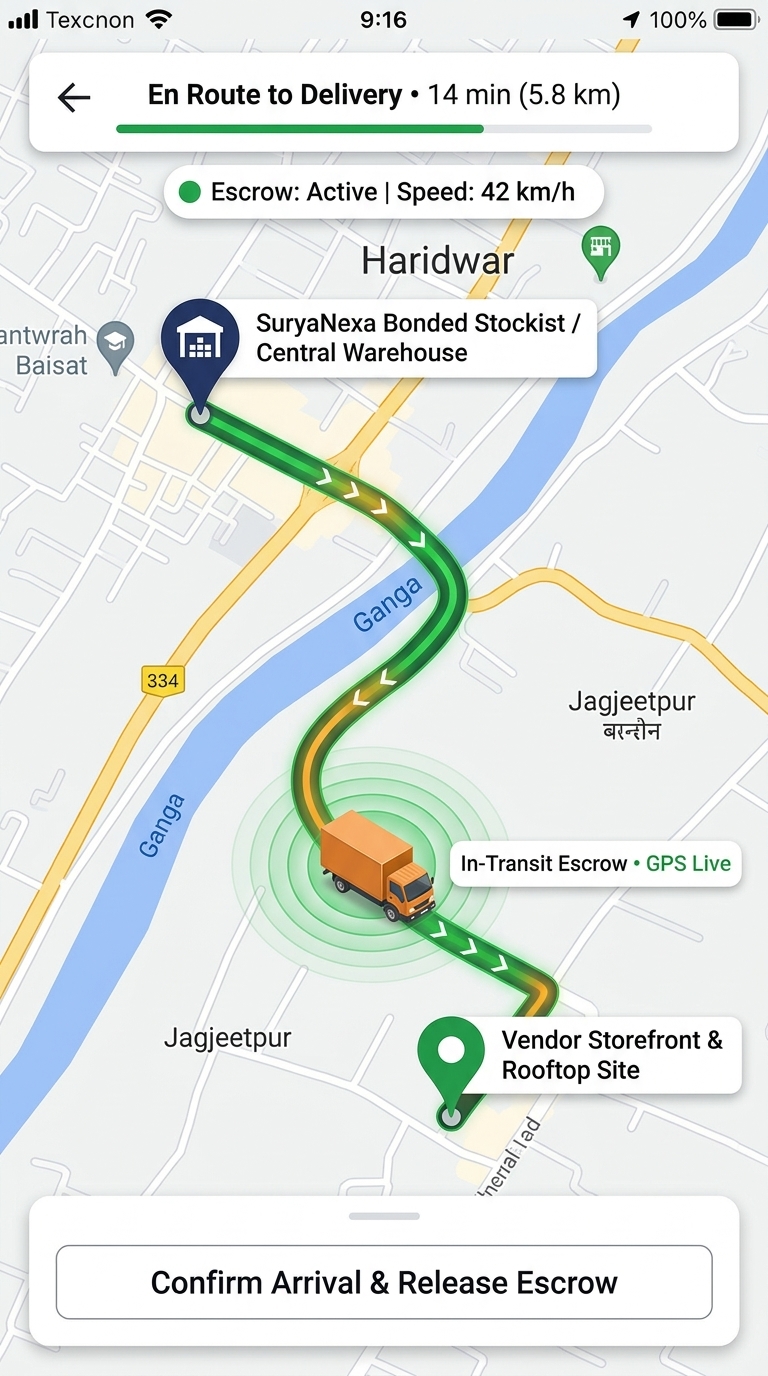 Texcnon
9:16
100%
En Route to Delivery • 14 min (5.8 km)
Escrow: Active | Speed: 42 km/h
Haridwar
antwrah
Baisat
SuryaNexa Bonded Stockist /
Central Warehouse
Ganga
334
Jagjeetpur
Ganga
In-Transit Escrow • GPS Live
Jagjeetpur
Vendor Storefront &
Rooftop Site
Confirm Arrival & Release Escrow